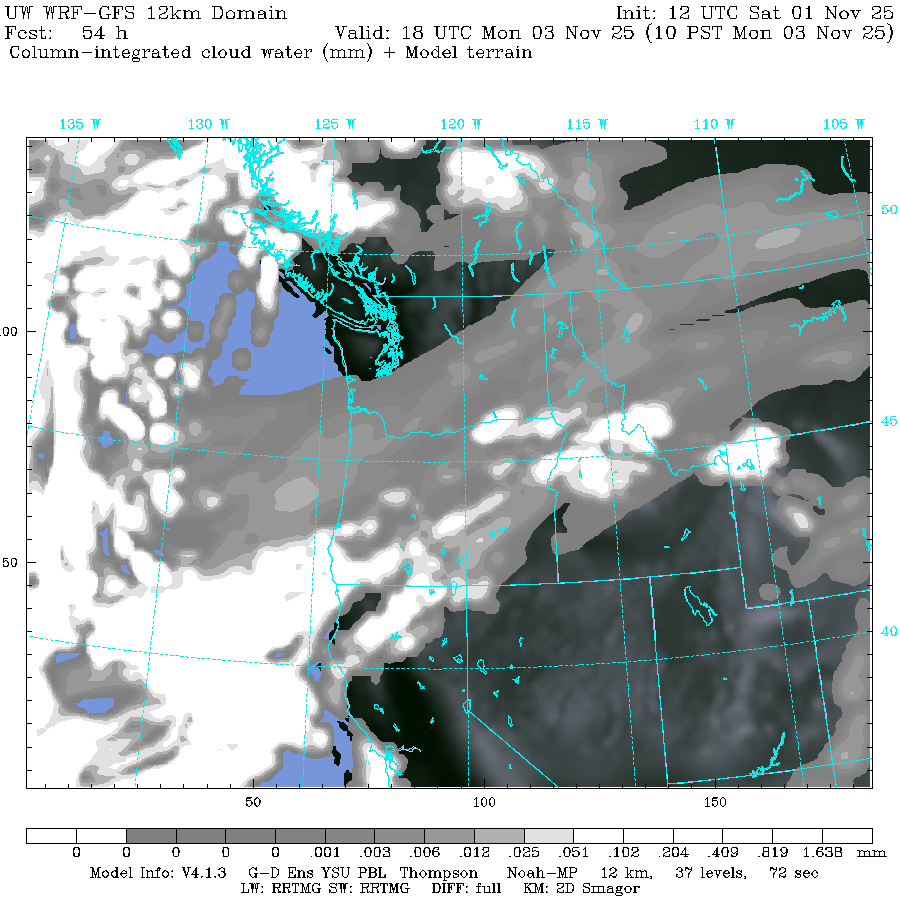 UW WRF-GFS 12km Domain Init: 12 UTC Sat 01 Nov 25
Fcst: 54 h Valid: 18 UTC Mon 03 Nov 25 (10 PST Mon 03 Nov 25)
Column-integrated cloud water (mm) + Model terrain
135 W 130 W 125 W 120 W 115 W 110 W 105 W
50
00
45
50
40
50 100 150
0 0 0 0 .001 .003 .006 .012 .025 .051 .102 .204 .409 .819 1.638 mm
Model Info: V4.1.3 G-D Ens YSU PBL Thompson Noah-MP 12 km, 37 levels, 72 sec
LW: RRTMG SW: RRTMG DIFF: full KM: 2D Smagor